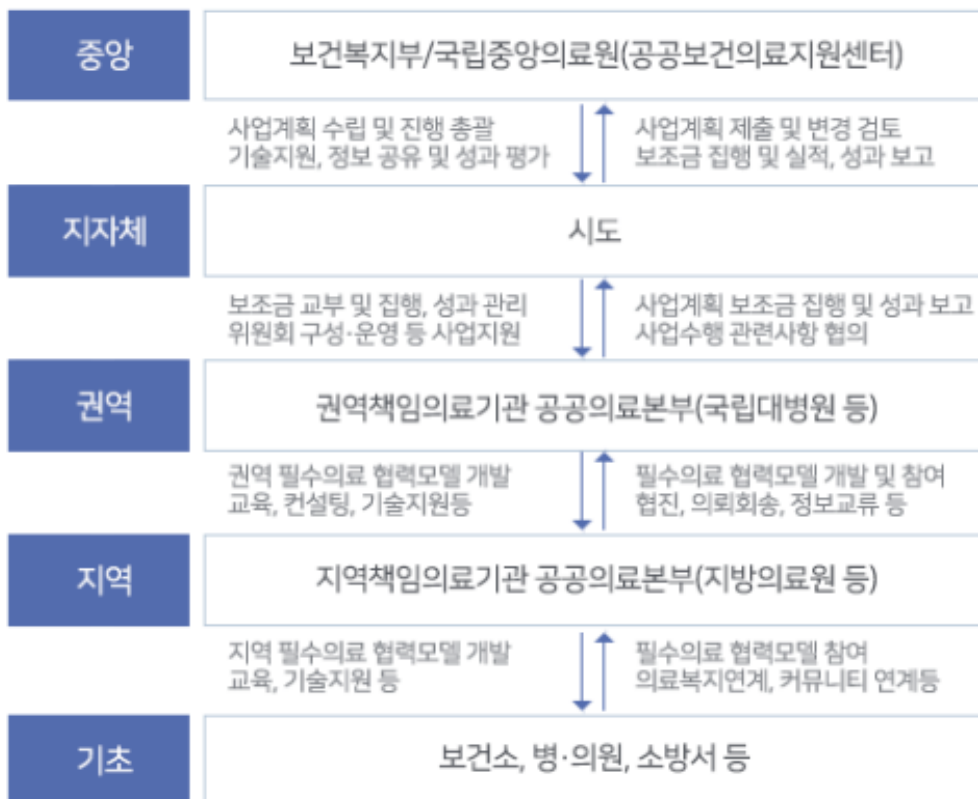 중앙
보건복지부/국립중앙의료원(공공보건의료지원센터)
사업계획 수립 및 진행 총괄
기술지원, 정보 공유 및 성과 평가
사업계획 제출 및 변경 검토
보조금 집행 및 실적, 성과 보고
지자체
시도
보조금 교부 및 집행, 성과 관리
위원회 구성·운영 등 사업지원
사업계획 보조금 집행 및 성과 보고
사업수행 관련사항 협의
권역
권역책임의료기관 공공의료본부(국립대병원 등)
권역 필수의료 협력모델 개발
교육, 컨설팅, 기술지원등
필수의료 협력모델 개발 및 참여
협진, 의뢰회송, 정보교류 등
지역
지역책임의료기관 공공의료본부(지방의료원 등)
지역 필수의료 협력모델 개발
교육, 기술지원 등
필수의료 협력모델 참여
의료복지연계, 커뮤니티 연계등
기초
보건소, 병·의원, 소방서 등